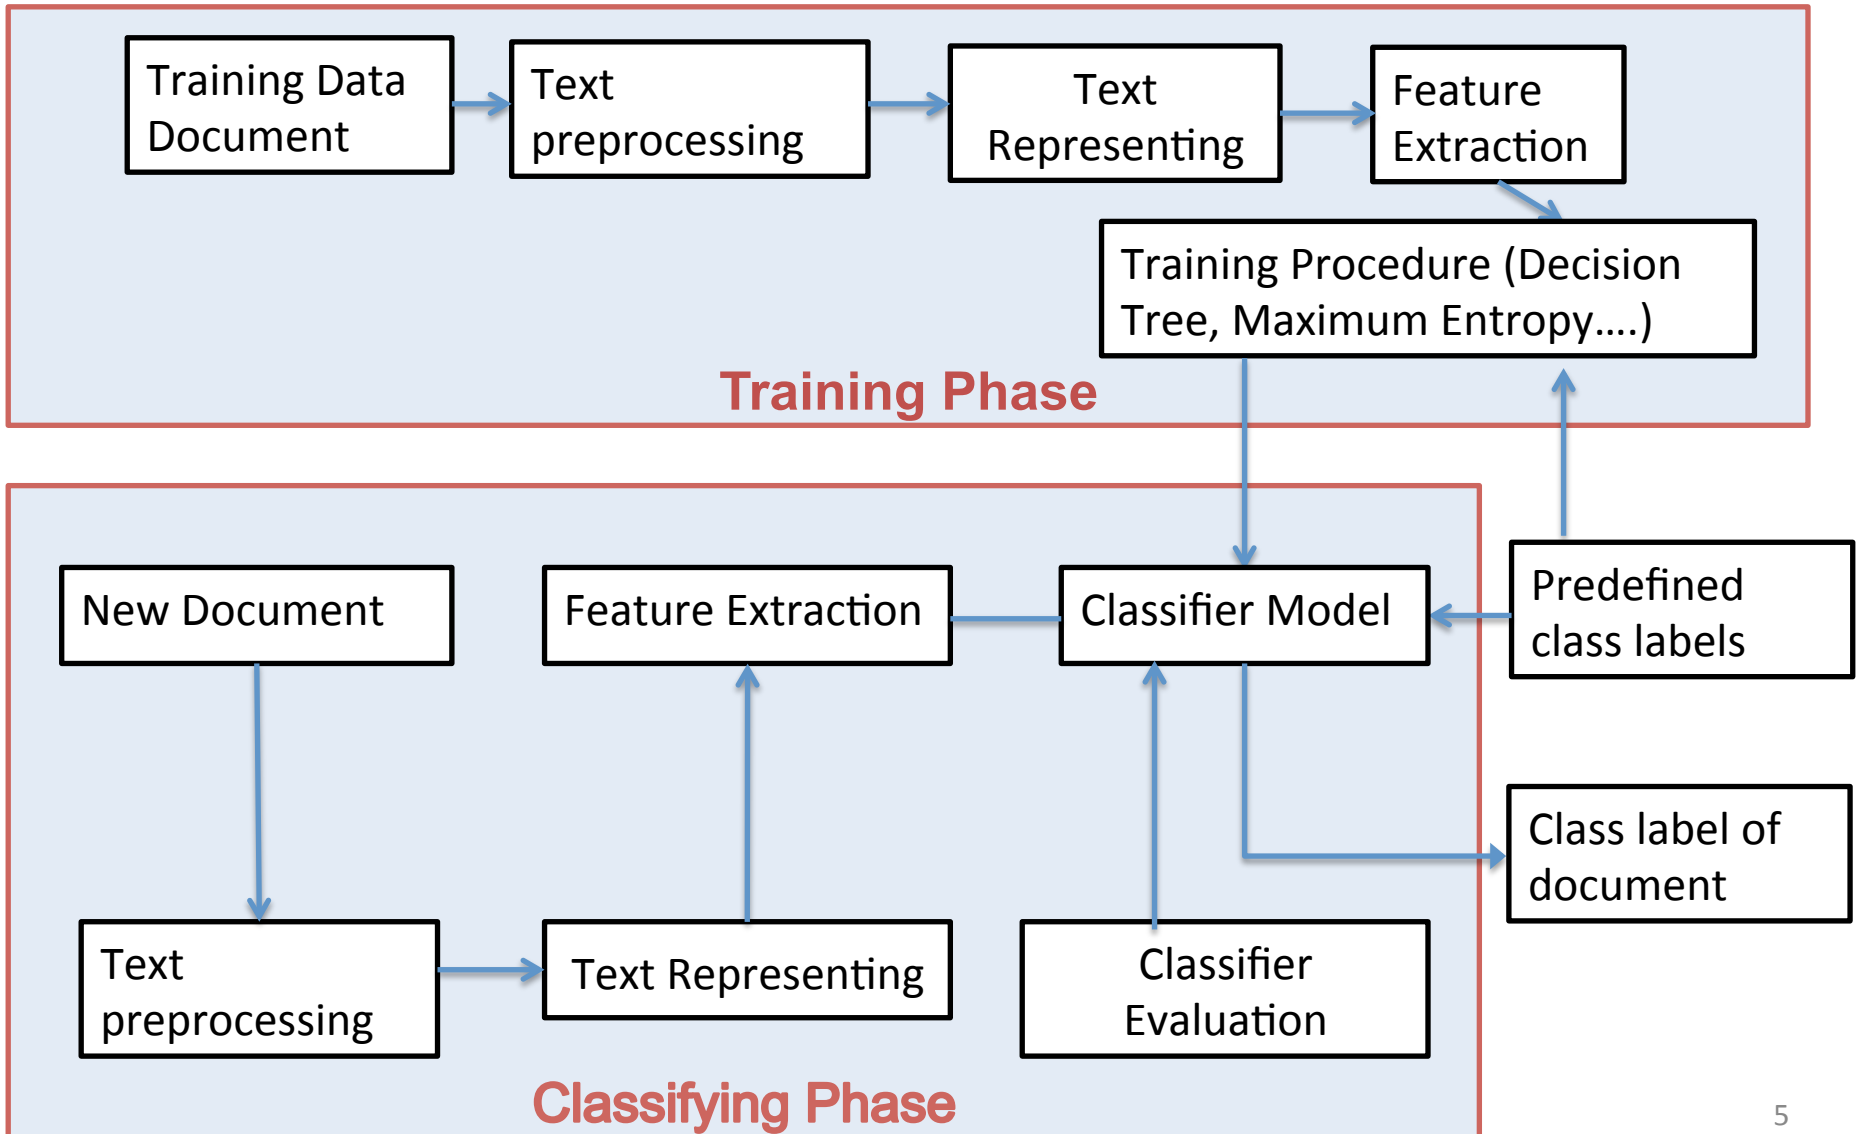 Training Data
Document
Text
preprocessing
Text
Representing
Feature
Extraction
Training Procedure (Decision
Tree, Maximum Entropy....)
Training Phase
New Document
Feature Extraction
Classifier Model
Predefined
class labels
Class label of
document
Text
preprocessing
Text Representing
Classifier
Evaluation
Classifying Phase
5